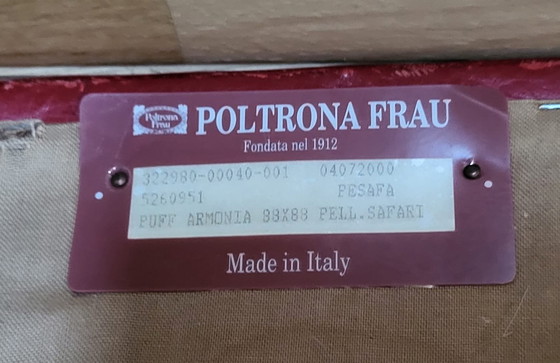 Poltrona Frau
POLTRONA FRAU
Fondata nel 1912
322980-00040-001 04072000
5260951 PESAFA
PUFF ARMONIA 88X88 PELL.SAFARI
Made in Italy